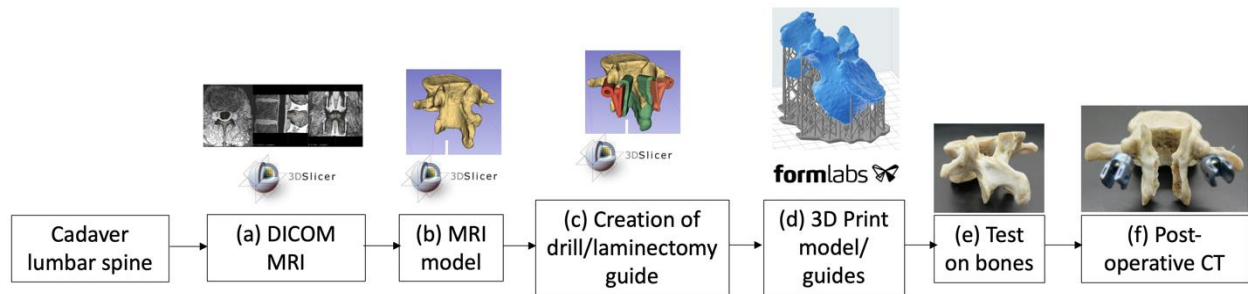 3DSlicer
3DSlicer
3DSlicer
formlabs
Cadaver
lumbar spine
(a) DICOM
MRI
(b) MRI
model
(c) Creation of
drill/laminectomy
guide
(d) 3D Print
model/
guides
(e) Test
on bones
(f) Post-
operative CT